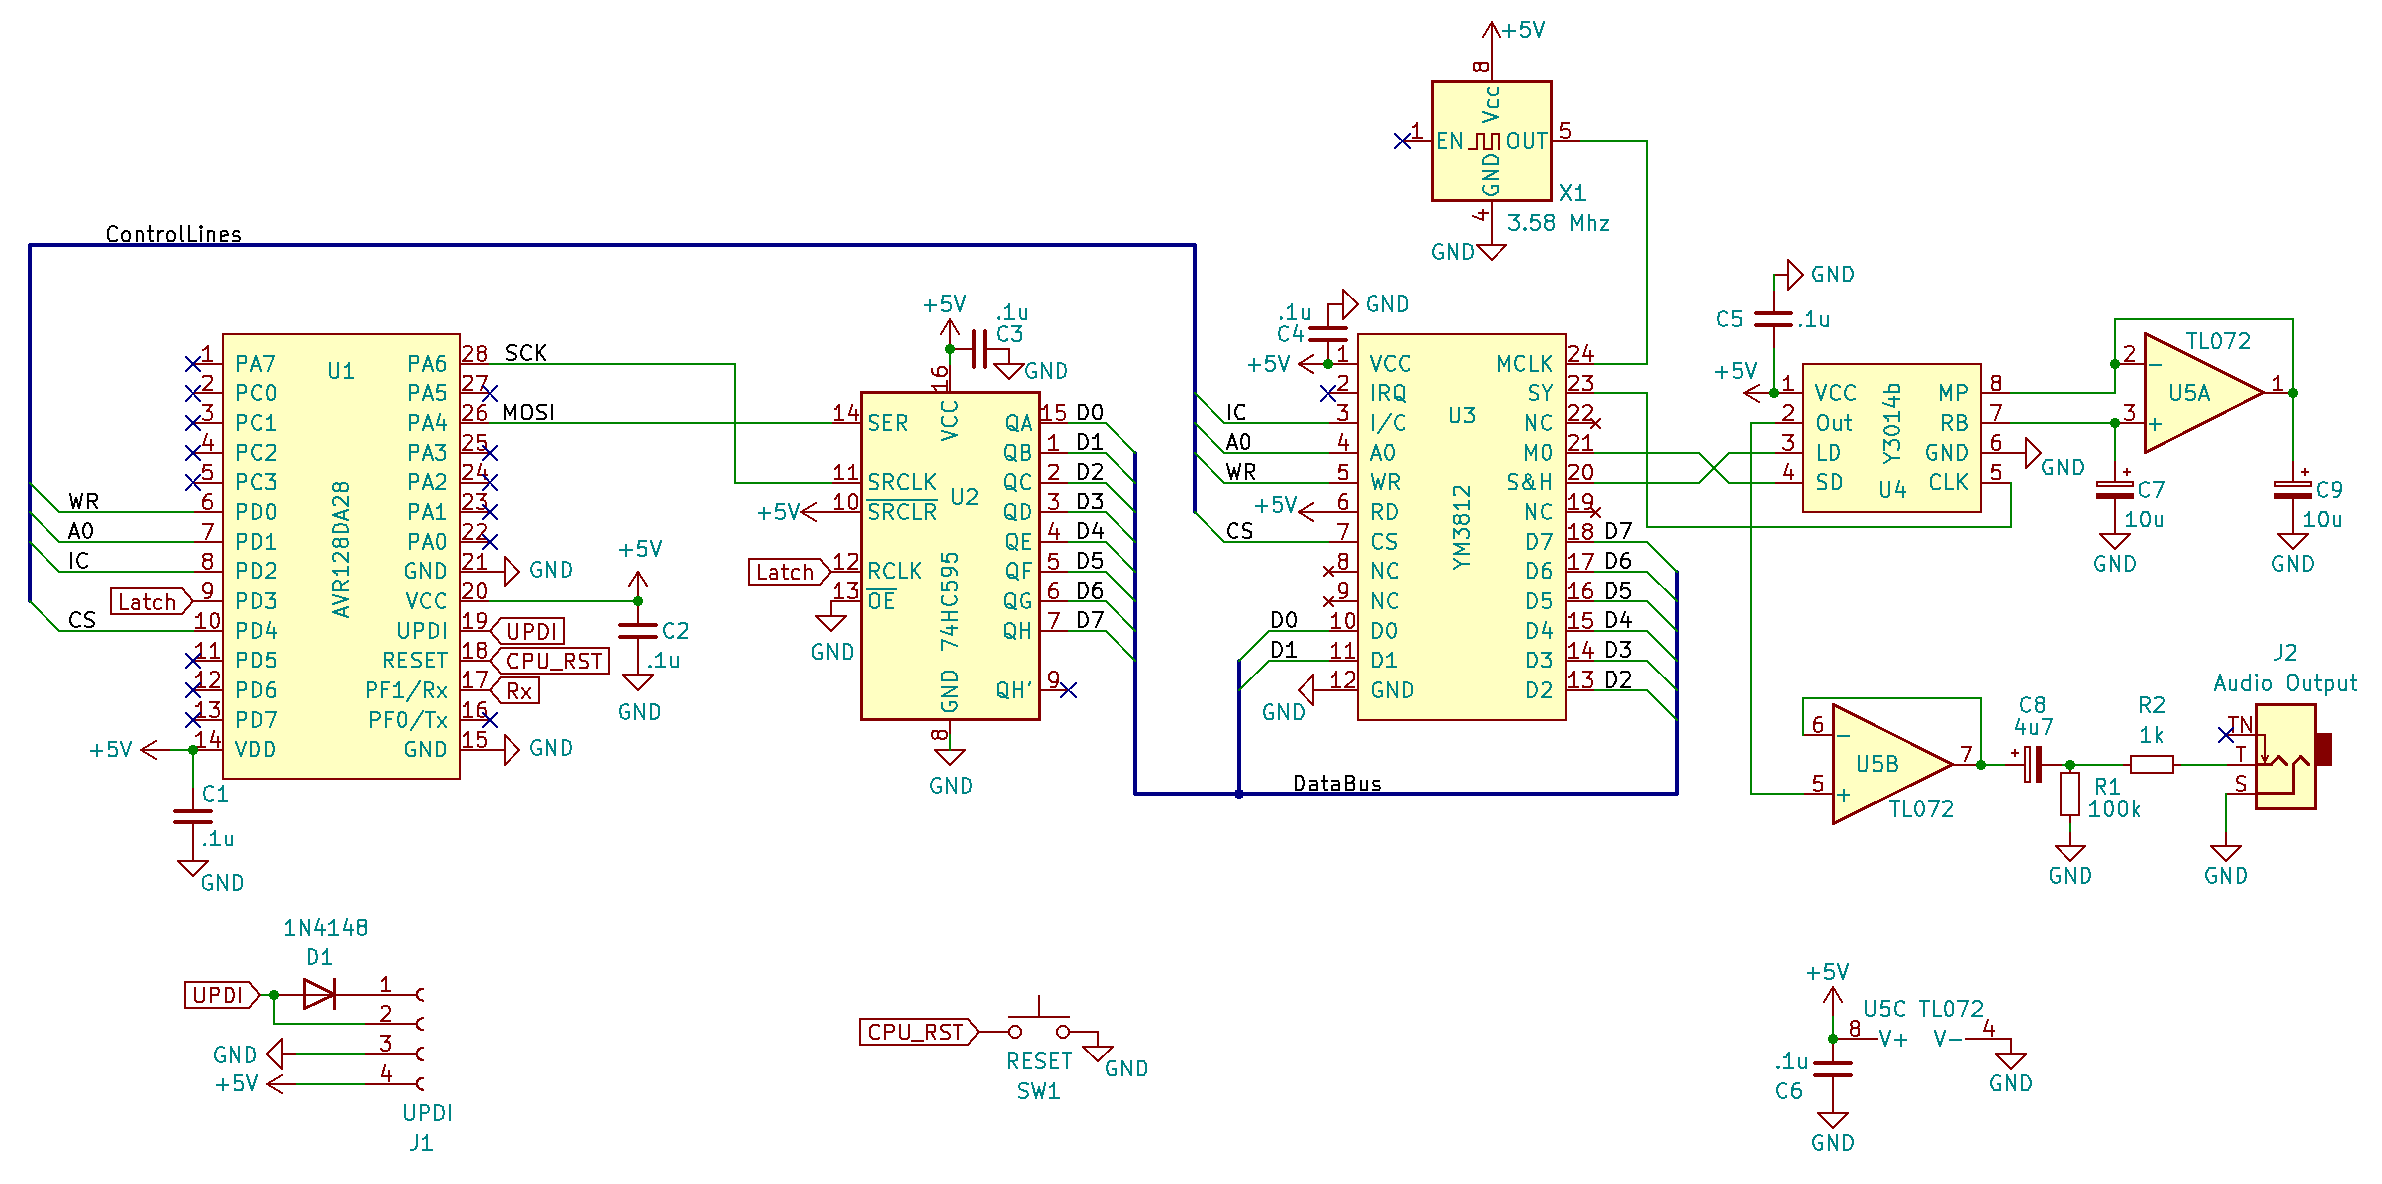 +5V
8
Vcc
1
EN
OUT
5
GND
4
X1
3.58 Mhz
GND
ControlLines
U1
AVR128DA28
1 PA7
2 PC0
3 PC1
4 PC2
5 PC3
WR 6 PD0
A0 7 PD1
IC 8 PD2
Latch 9 PD3
CS 10 PD4
11 PD5
12 PD6
13 PD7
+5V 14 VDD
PA6 28 SCK
PA5 27
PA4 26 MOSI
PA3 25
PA2 24
PA1 23
PA0 22
GND 21 GND
VCC 20
UPDI 19 UPDI
RESET 18 CPU_RST
PF1/Rx 17 Rx
PF0/Tx 16
GND 15 GND
+5V
C2
.1u
GND
C1
.1u
GND
+5V
.1u
C3
GND
16
VCC
U2
74HC595
14 SER
11 SRCLK
+5V 10 SRCLR
Latch 12 RCLK
13 OE
GND
QA 15 D0
QB 1 D1
QC 2 D2
QD 3 D3
QE 4 D4
QF 5 D5
QG 6 D6
QH 7 D7
QH' 9
GND
8
GND
GND
.1u
C4
U3
YM3812
+5V 1 VCC
2 IRQ
IC 3 I/C
A0 4 A0
WR 5 WR
+5V 6 RD
CS 7 CS
8 NC
9 NC
D0 10 D0
D1 11 D1
GND 12 GND
MCLK 24
SY 23
NC 22
M0 21
S&H 20
NC 19
D7 18 D7
D6 17 D6
D5 16 D5
D4 15 D4
D3 14 D3
D2 13 D2
DataBus
GND
C5 .1u
+5V
1 VCC
2 Out
3 LD
4 SD
Y3014b
U4
MP 8
RB 7
GND 6
GND
CLK 5
TL072
U5A
2 -
3 +
1
+
C7
10u
GND
+
C9
10u
GND
6 -
5 +
U5B
TL072
7
C8
4u7
+
R1
100k
GND
R2
1k
J2
Audio Output
TN
T
S
GND
1N4148
D1
UPDI
1
2
GND 3
+5V 4
UPDI
J1
CPU_RST
RESET
SW1
GND
+5V
U5C TL072
8 V+
V- 4
GND
.1u
C6
GND